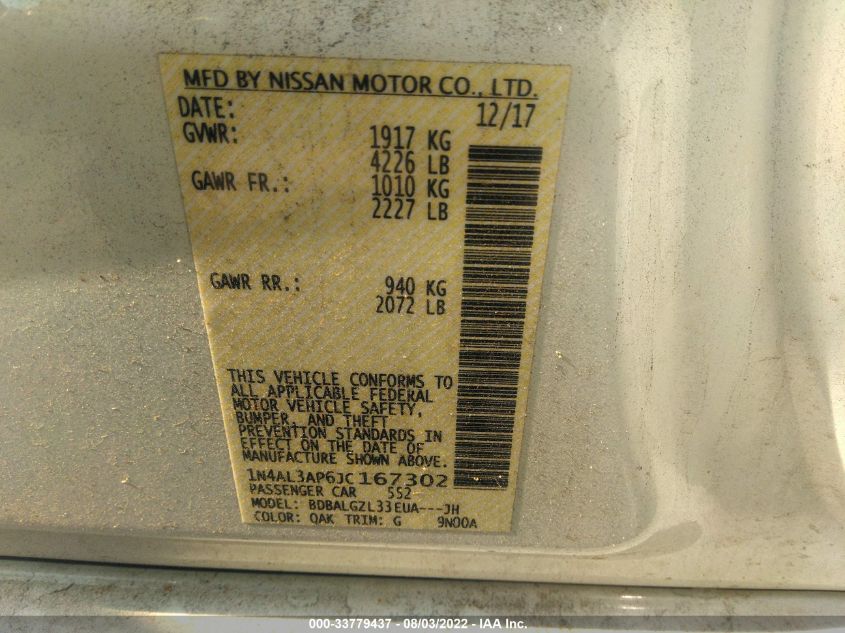 MFD BY NISSAN MOTOR CO., LTD.
DATE: 12/17
GVWR: 1917 KG
4226 LB
GAWR FR.: 1010 KG
2227 LB
GAWR RR.: 940 KG
2072 LB
THIS VEHICLE CONFORMS TO
ALL APPLICABLE FEDERAL
MOTOR VEHICLE SAFETY,
BUMPER, AND THEFT
PREVENTION STANDARDS IN
EFFECT ON THE DATE OF
MANUFACTURE SHOWN ABOVE.
1N4AL3AP6JC167302
PASSENGER CAR 552
MODEL: BDBALGZL33EUA---JH
COLOR: QAK TRIM: G 9N00A
000-33779437 - 08/03/2022 - IAA Inc.